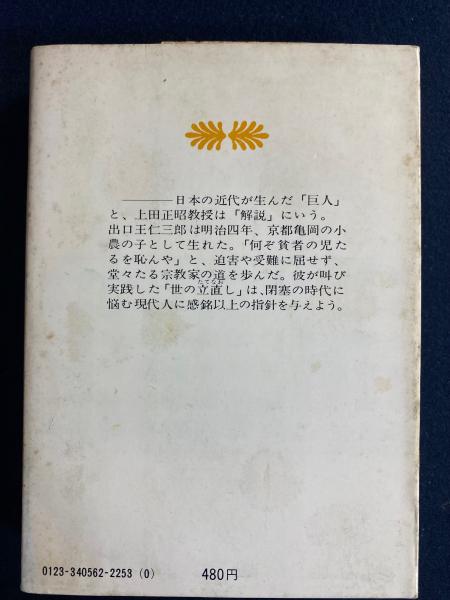 ―――日本の近代が生んだ「巨人」
と、上田正昭教授は「解説」にいう。
出口王仁三郎は明治四年、京都亀岡の小
農の子として生れた。「何ぞ貧者の児た
るを恥んや」と、迫害や受難に屈せず、
堂々たる宗教家の道を歩んだ。彼が叫び
たてなお
実践した「世の立直し」は、閉塞の時代に
悩む現代人に感銘以上の指針を与えよう。
0123-340562-2253 (0)
480円